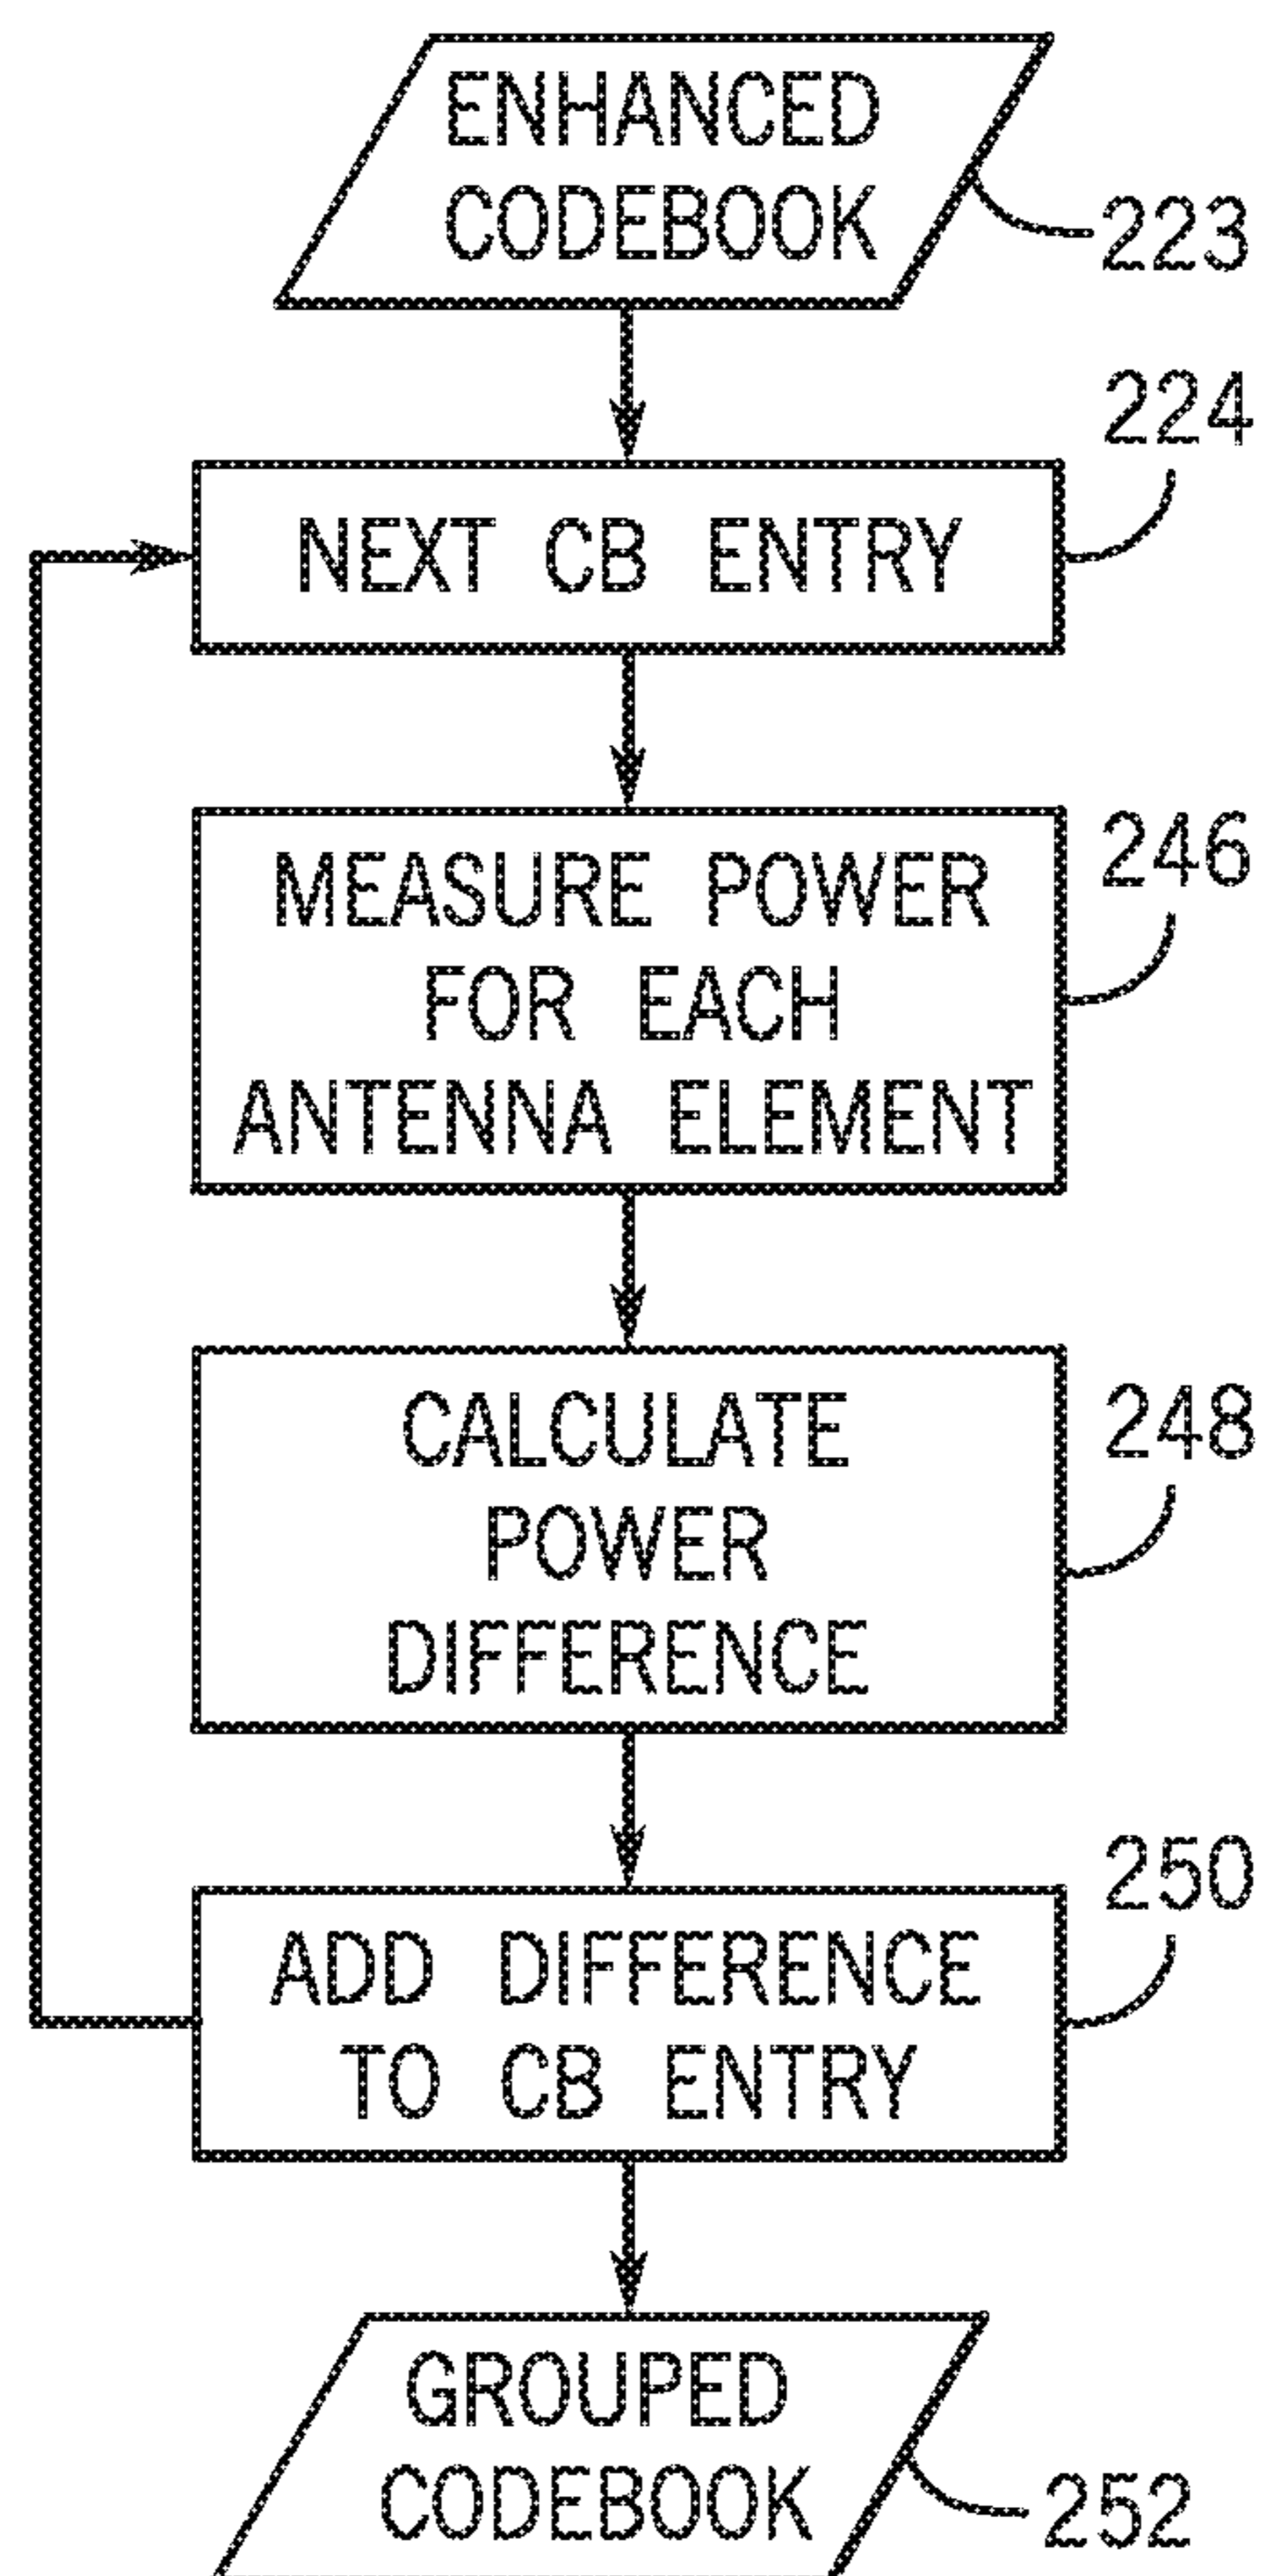 ENHANCED
CODEBOOK
223
224
NEXT CB ENTRY
246
MEASURE POWER
FOR EACH
ANTENNA ELEMENT
248
CALCULATE
POWER
DIFFERENCE
250
ADD DIFFERENCE
TO CB ENTRY
GROUPED
CODEBOOK
252